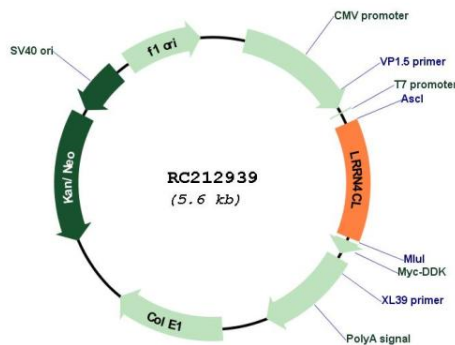 CMV promoter
SV40 ori
f1 ori
VP1.5 primer
T7 promoter
AscI
Kan/ Neo
RC212939
(5.6 kb)
LRRN4CL
MluI
Myc-DDK
XL39 primer
Col E1
PolyA signal